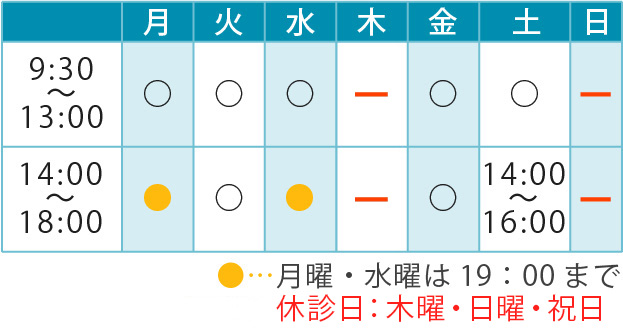 月 火 水 木 金 土 日
9:30〜13:00 ○ ○ ○ ー ○ ○ ー
14:00〜18:00 ● ○ ● ー ○ 14:00〜16:00 ー
●…月曜・水曜は 19：00 まで
休診日：木曜・日曜・祝日